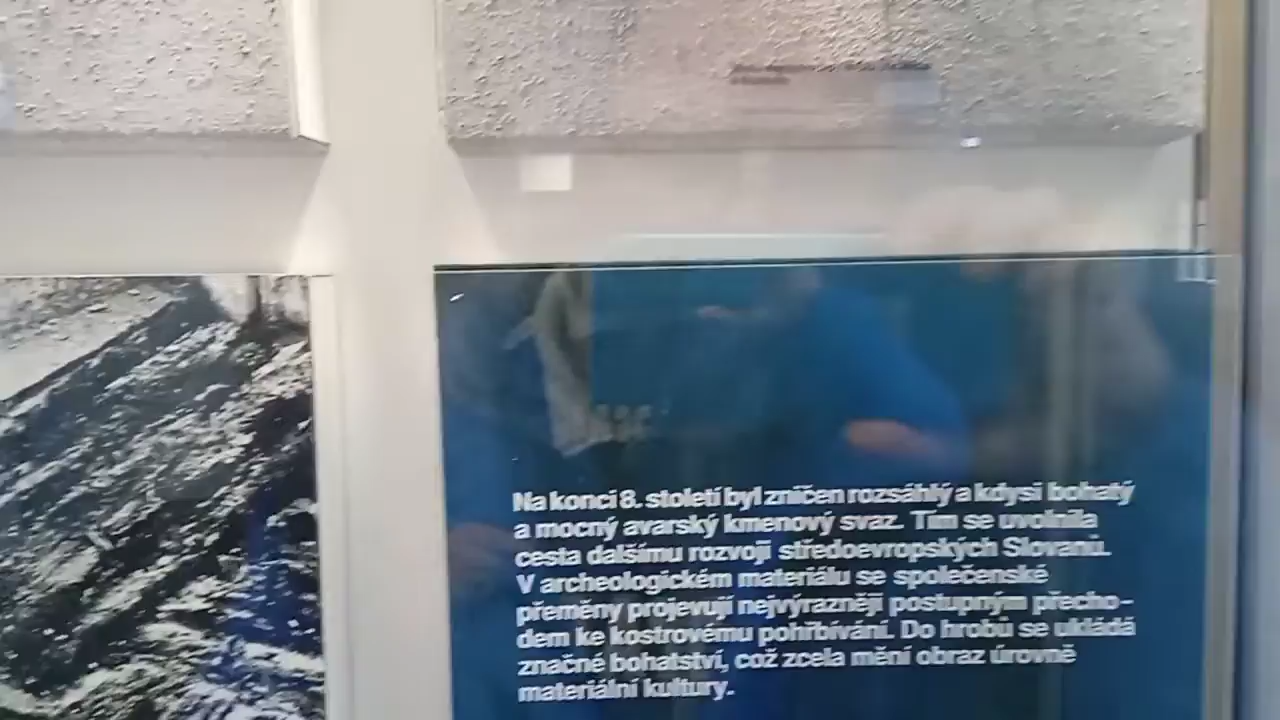 Na konci 8. století byl zničen rozsáhlý a kdysi bohatý
a mocný avarský kmenový svaz. Tím se uvolnila
cesta dalšímu rozvoji středoevropských Slovanů.
V archeologickém materiálu se společenské
přeměny projevují nejvýrazněji postupným přecho-
dem ke kostrovému pohřbívání. Do hrobů se ukládá
značné bohatství, což zcela mění obraz úrovně
materiální kultury.